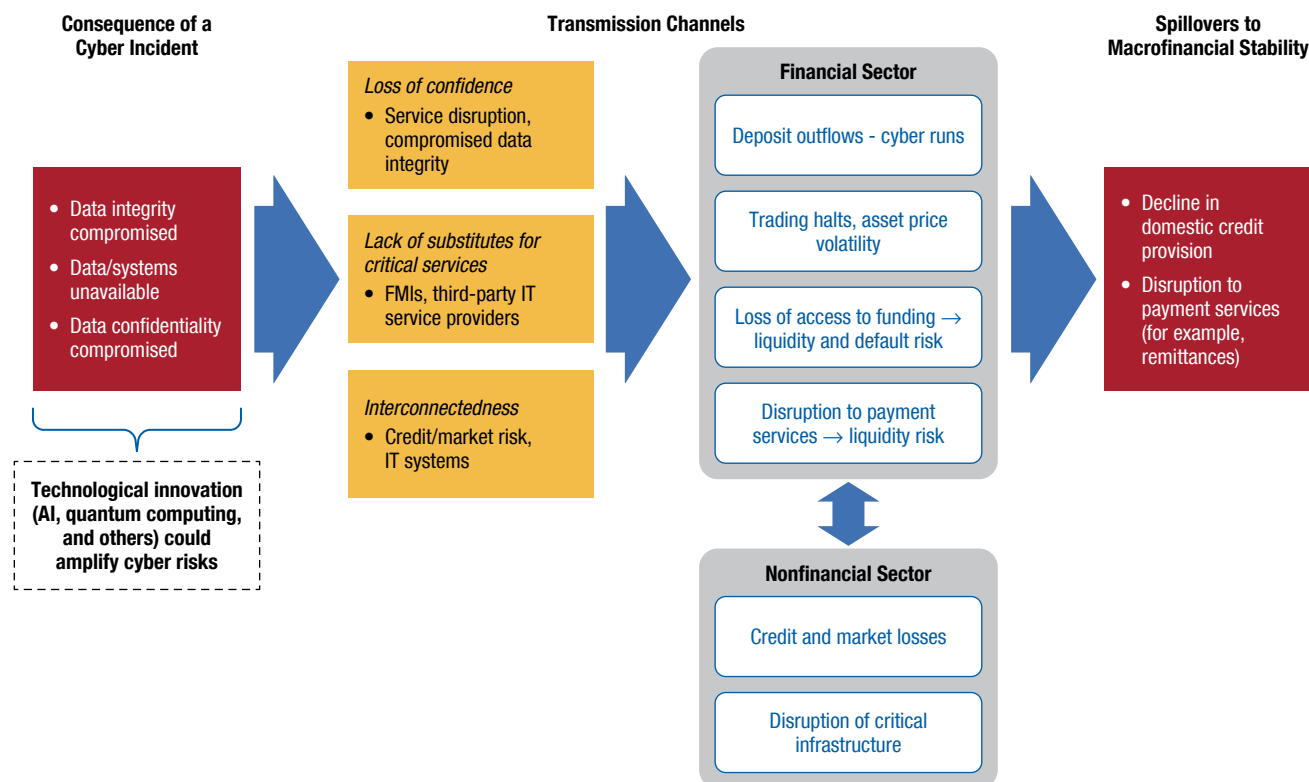 Consequence of a
Cyber Incident
Transmission Channels
Spillovers to
Macrofinancial Stability
• Data integrity
compromised
• Data/systems
unavailable
• Data confidentiality
compromised
Technological innovation
(AI, quantum computing,
and others) could
amplify cyber risks
Loss of confidence
• Service disruption,
compromised data
integrity
Lack of substitutes for
critical services
• FMIs, third-party IT
service providers
Interconnectedness
• Credit/market risk,
IT systems
Financial Sector
Deposit outflows - cyber runs
Trading halts, asset price
volatility
Loss of access to funding →
liquidity and default risk
Disruption to payment
services → liquidity risk
Nonfinancial Sector
Credit and market losses
Disruption of critical
infrastructure
• Decline in
domestic credit
provision
• Disruption to
payment services
(for example,
remittances)